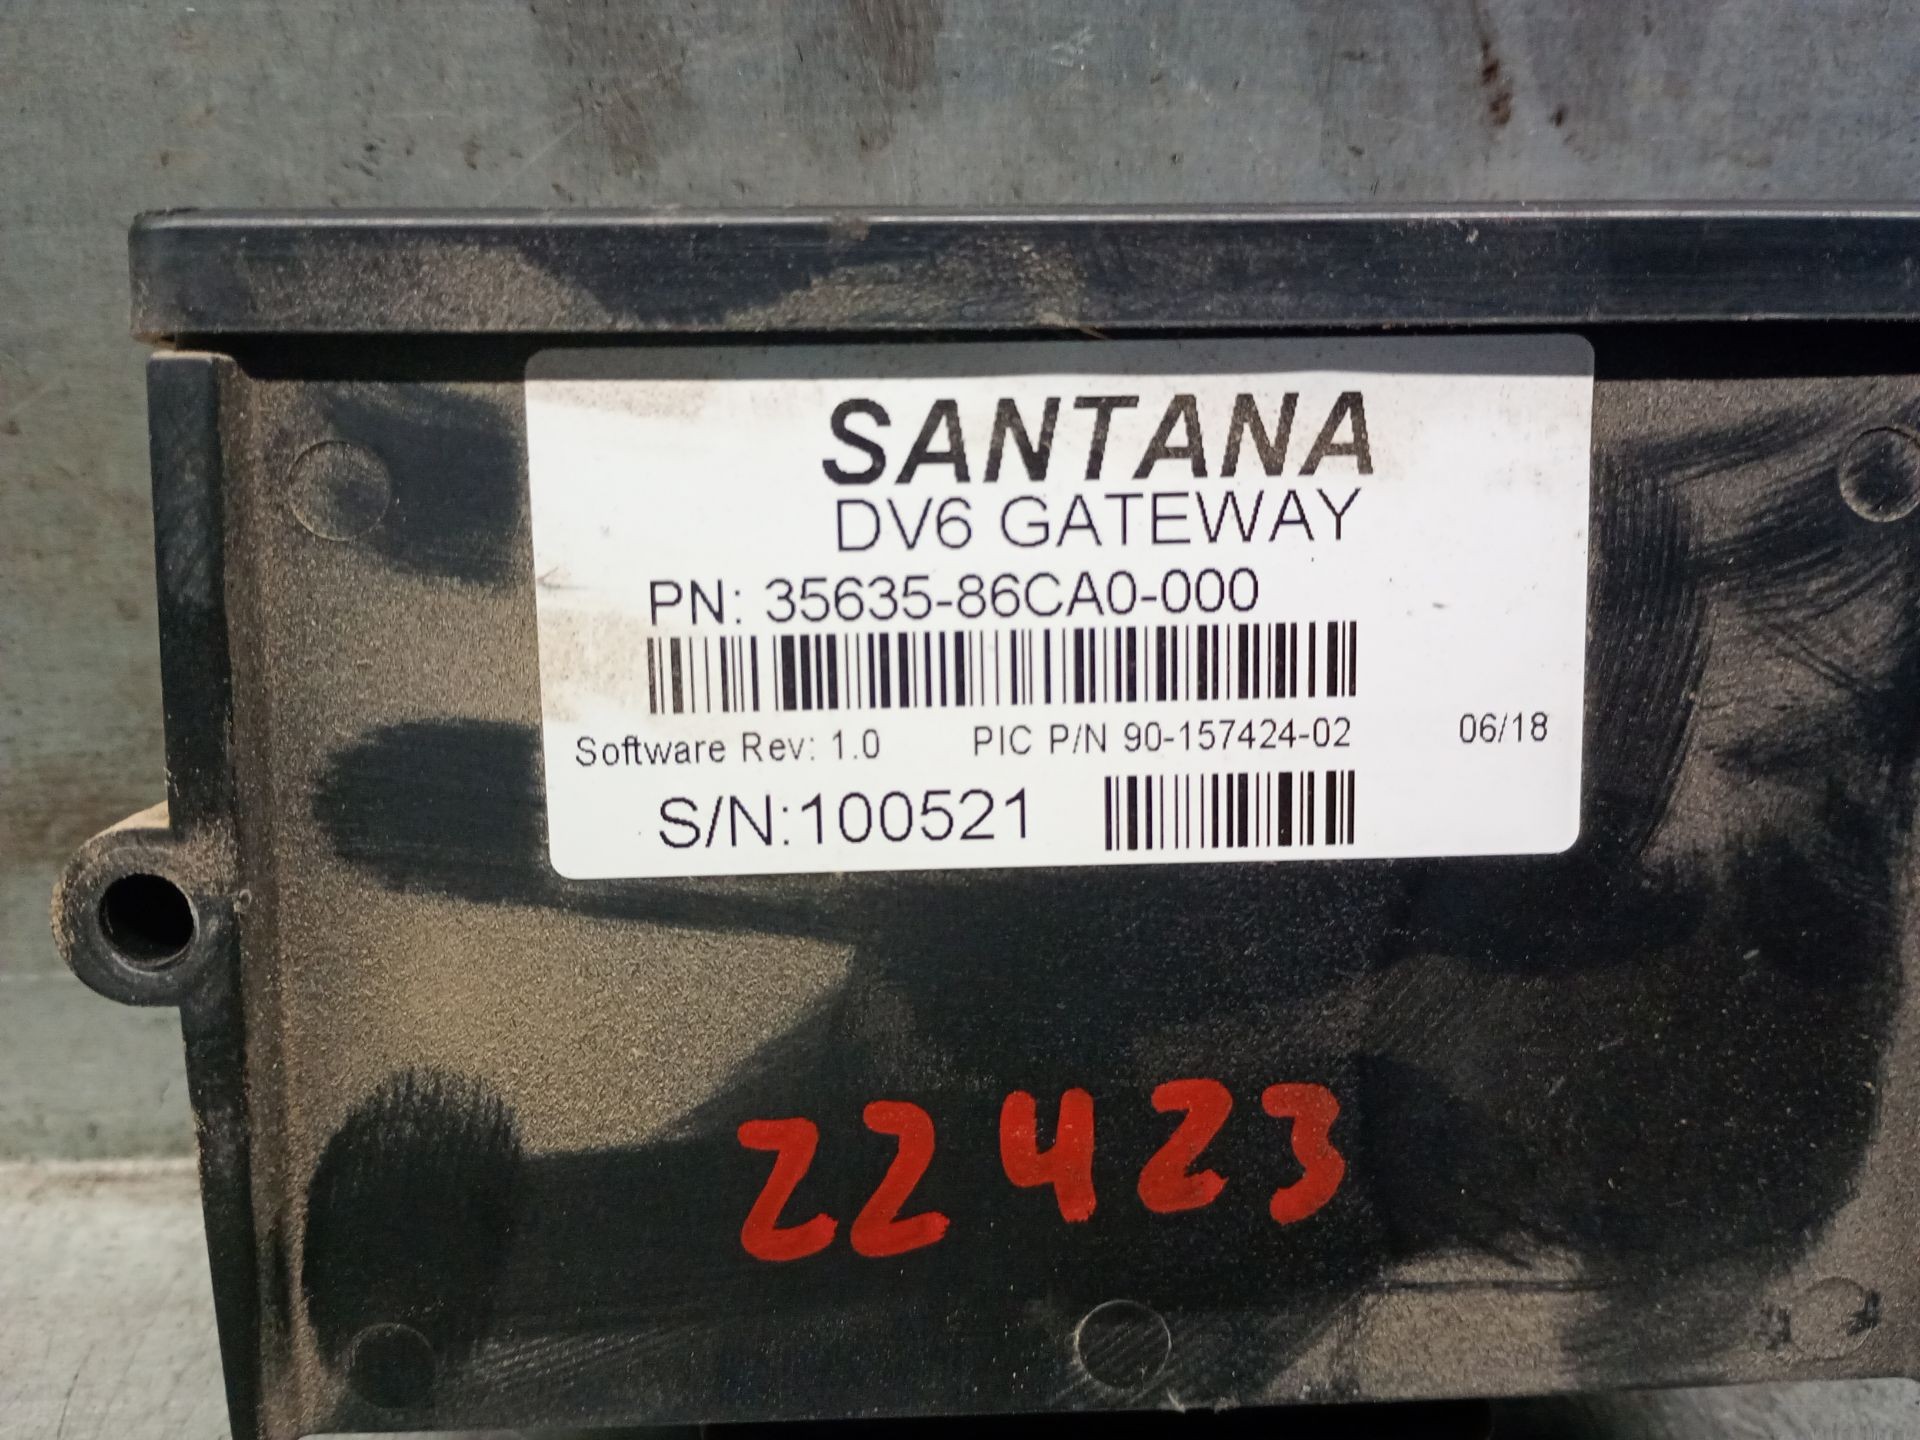 SANTANA
DV6 GATEWAY
PN: 35635-86CA0-000
Software Rev: 1.0 PIC P/N 90-157424-02 06/18
S/N:100521
22423